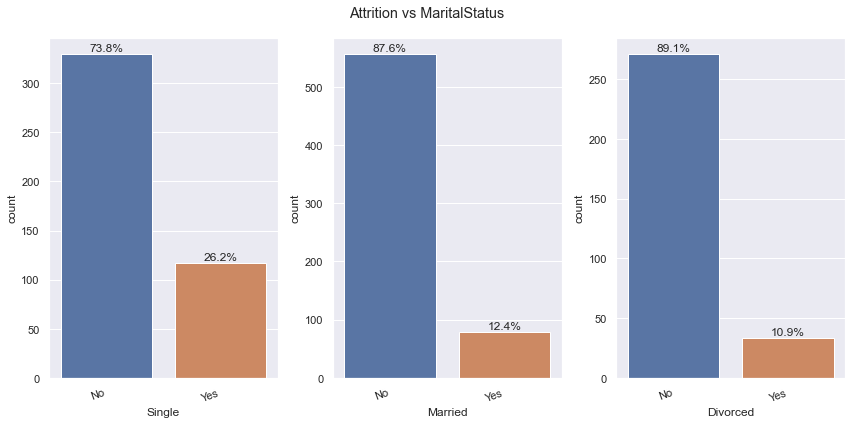 Attrition vs MaritalStatus
count
350
300
250
200
150
100
50
0
73.8%
26.2%
No
Yes
Single
count
500
400
300
200
100
0
87.6%
12.4%
No
Yes
Married
count
250
200
150
100
50
0
89.1%
10.9%
No
Yes
Divorced